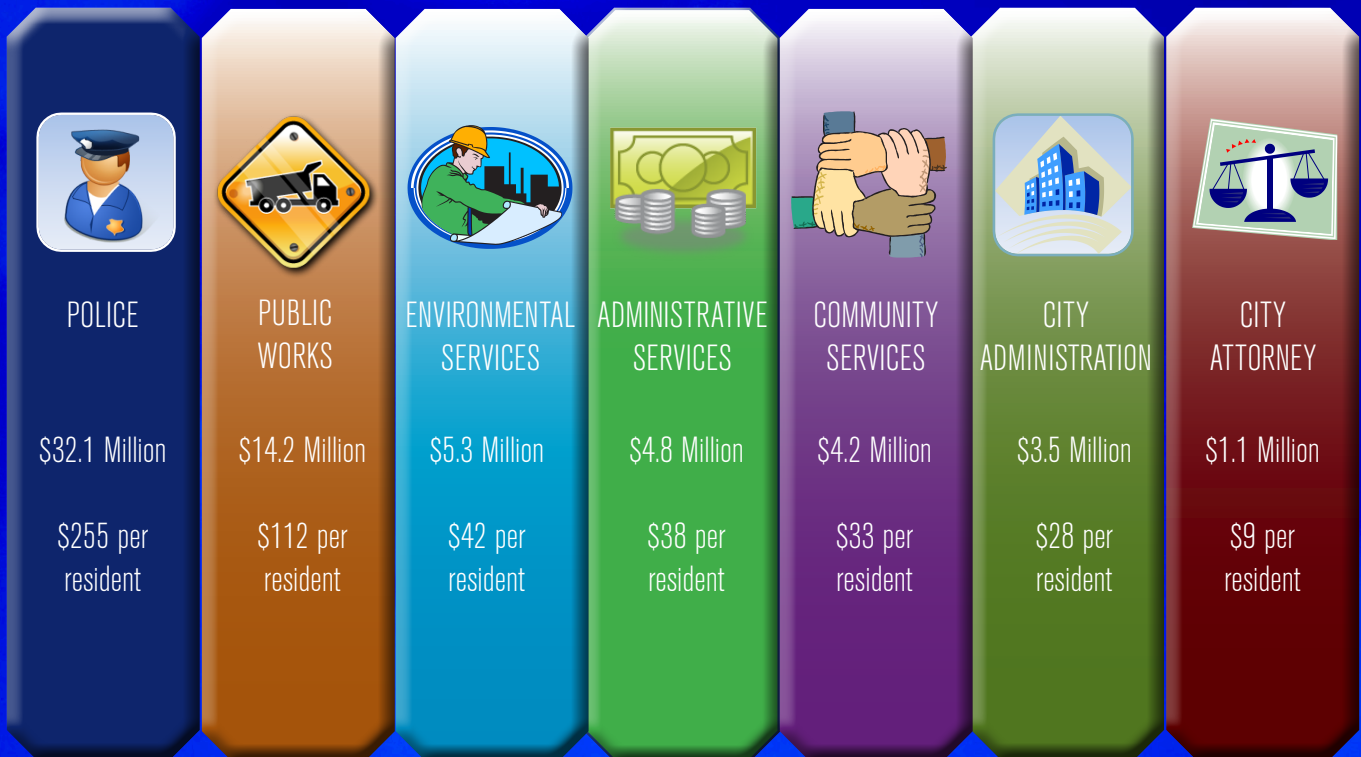 POLICE
$32.1 Million
$255 per
resident
PUBLIC
WORKS
$14.2 Million
$112 per
resident
ENVIRONMENTAL
SERVICES
$5.3 Million
$42 per
resident
ADMINISTRATIVE
SERVICES
$4.8 Million
$38 per
resident
COMMUNITY
SERVICES
$4.2 Million
$33 per
resident
CITY
ADMINISTRATION
$3.5 Million
$28 per
resident
CITY
ATTORNEY
$1.1 Million
$9 per
resident